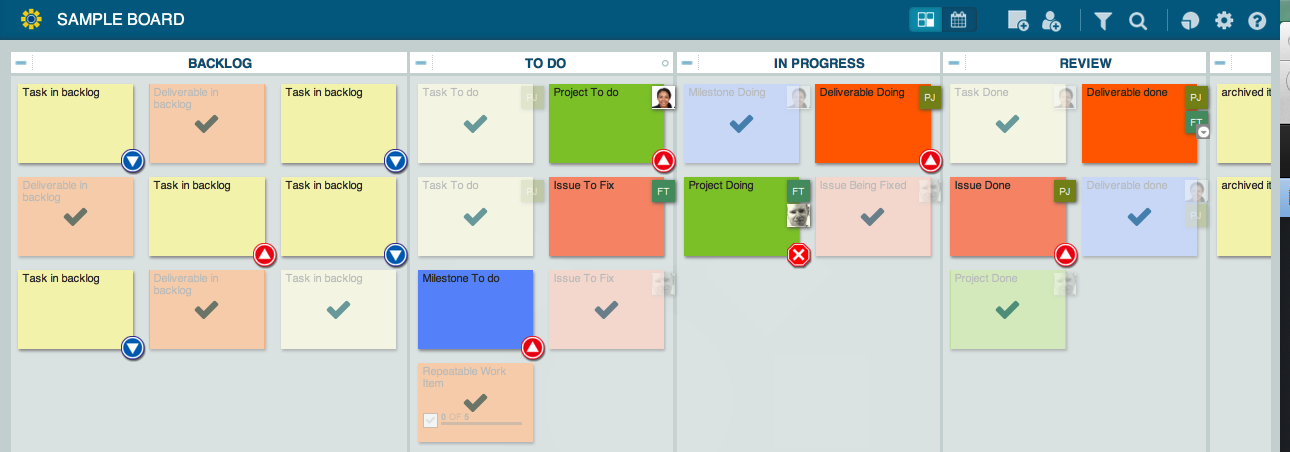 SAMPLE BOARD
BACKLOG
Task in backlog
Deliverable in
backlog
Task in backlog
Deliverable in
backlog
Task in backlog
Task in backlog
Task in backlog
Deliverable in
backlog
TO DO
Task To do
PJ
Project To do
Task To do
PJ
Issue To Fix
FT
Milestone To do
Issue To Fix
Repeatable Work
Item
OF 5
IN PROGRESS
Milestone Doing
Deliverable Doing
PJ
Project Doing
FT
Issue Being Fixed
REVIEW
Task Done
Deliverable done
PJ
FT
Issue Done
PJ
Deliverable done
PJ
Project Done
archived it
archived it